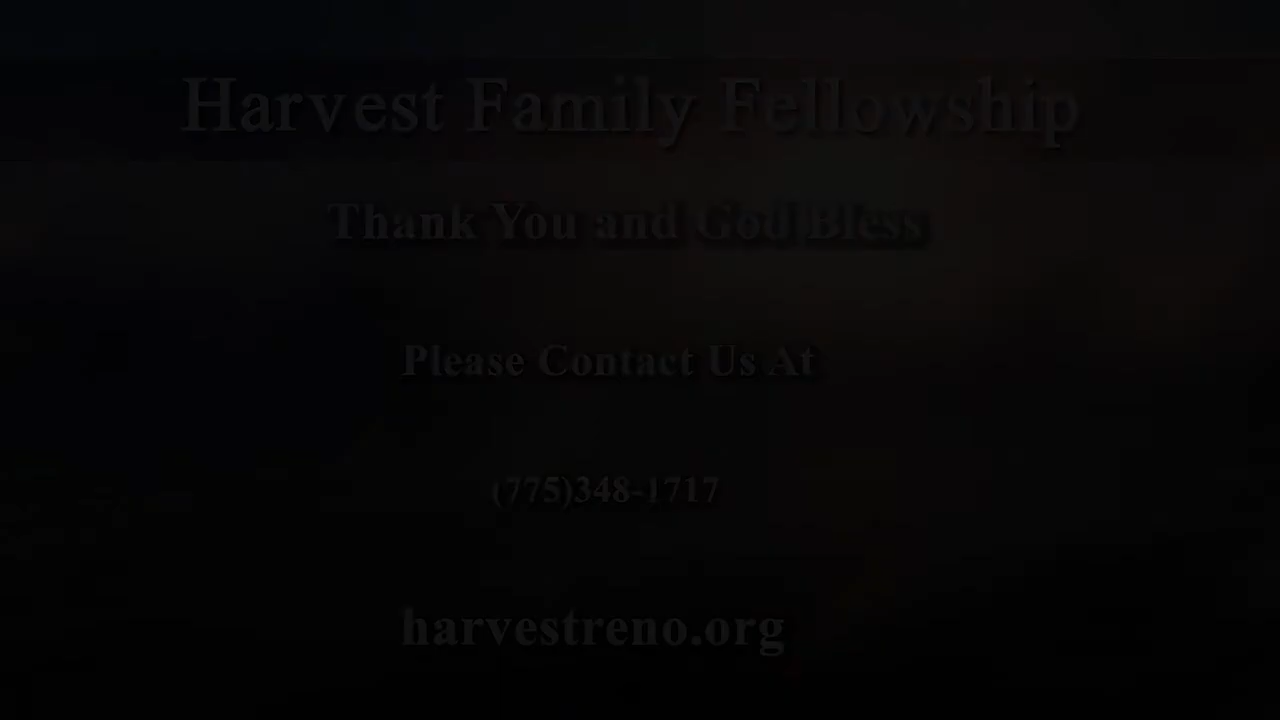 Harvest Family Fellowship
Thank You and God Bless
Please Contact Us At
(775)348-1717
harvestreno.org